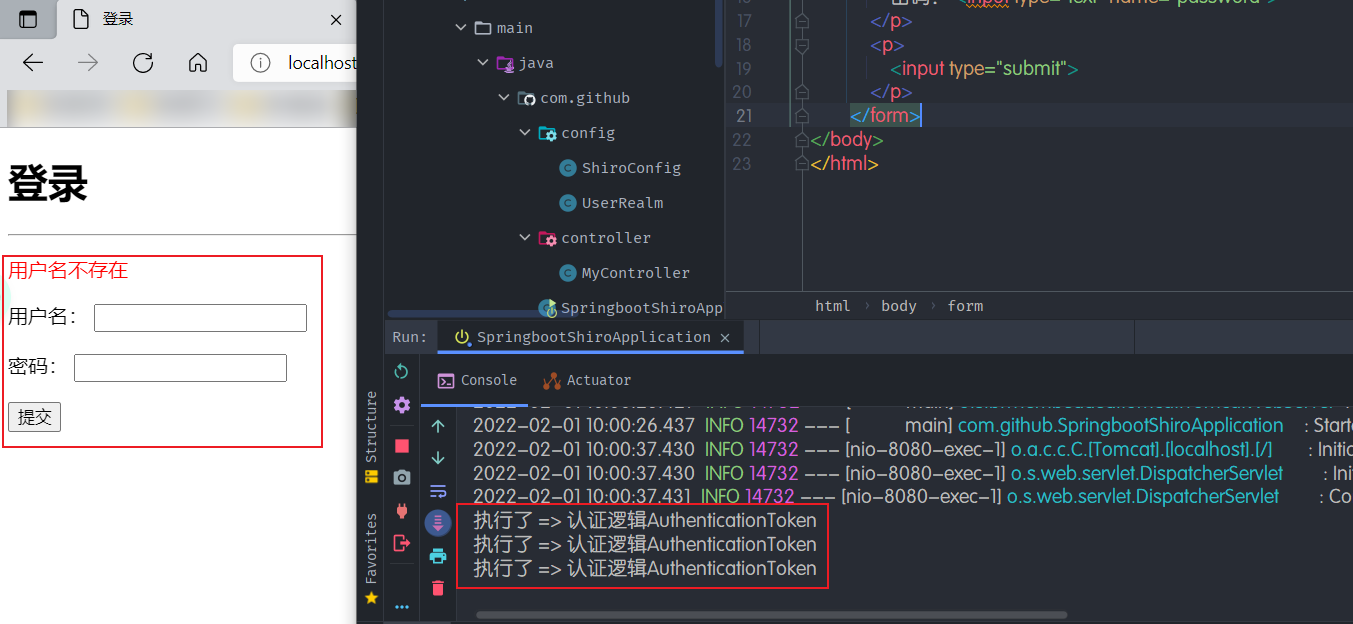 登录
localhost
登录
用户名不存在
用户名：
密码：
提交
main
java
com.github
config
ShiroConfig
UserRealm
controller
MyController
SpringbootShiroApp
17 </p>
18 <p>
19 <input type="submit">
20 </p>
21 </form>
22 </body>
23 </html>
html › body › form
Run: SpringbootShiroApplication
Console Actuator
Structure
Favorites
2022-02-01 10:00:26.437 INFO 14732 --- [ main] com.github.SpringbootShiroApplication : Starte
2022-02-01 10:00:37.430 INFO 14732 --- [nio-8080-exec-1] o.a.c.c.C.[Tomcat].[localhost].[/] : Initia
2022-02-01 10:00:37.430 INFO 14732 --- [nio-8080-exec-1] o.s.web.servlet.DispatcherServlet : Init
2022-02-01 10:00:37.431 INFO 14732 --- [nio-8080-exec-1] o.s.web.servlet.DispatcherServlet : Co
执行了 => 认证逻辑AuthenticationToken
执行了 => 认证逻辑AuthenticationToken
执行了 => 认证逻辑AuthenticationToken